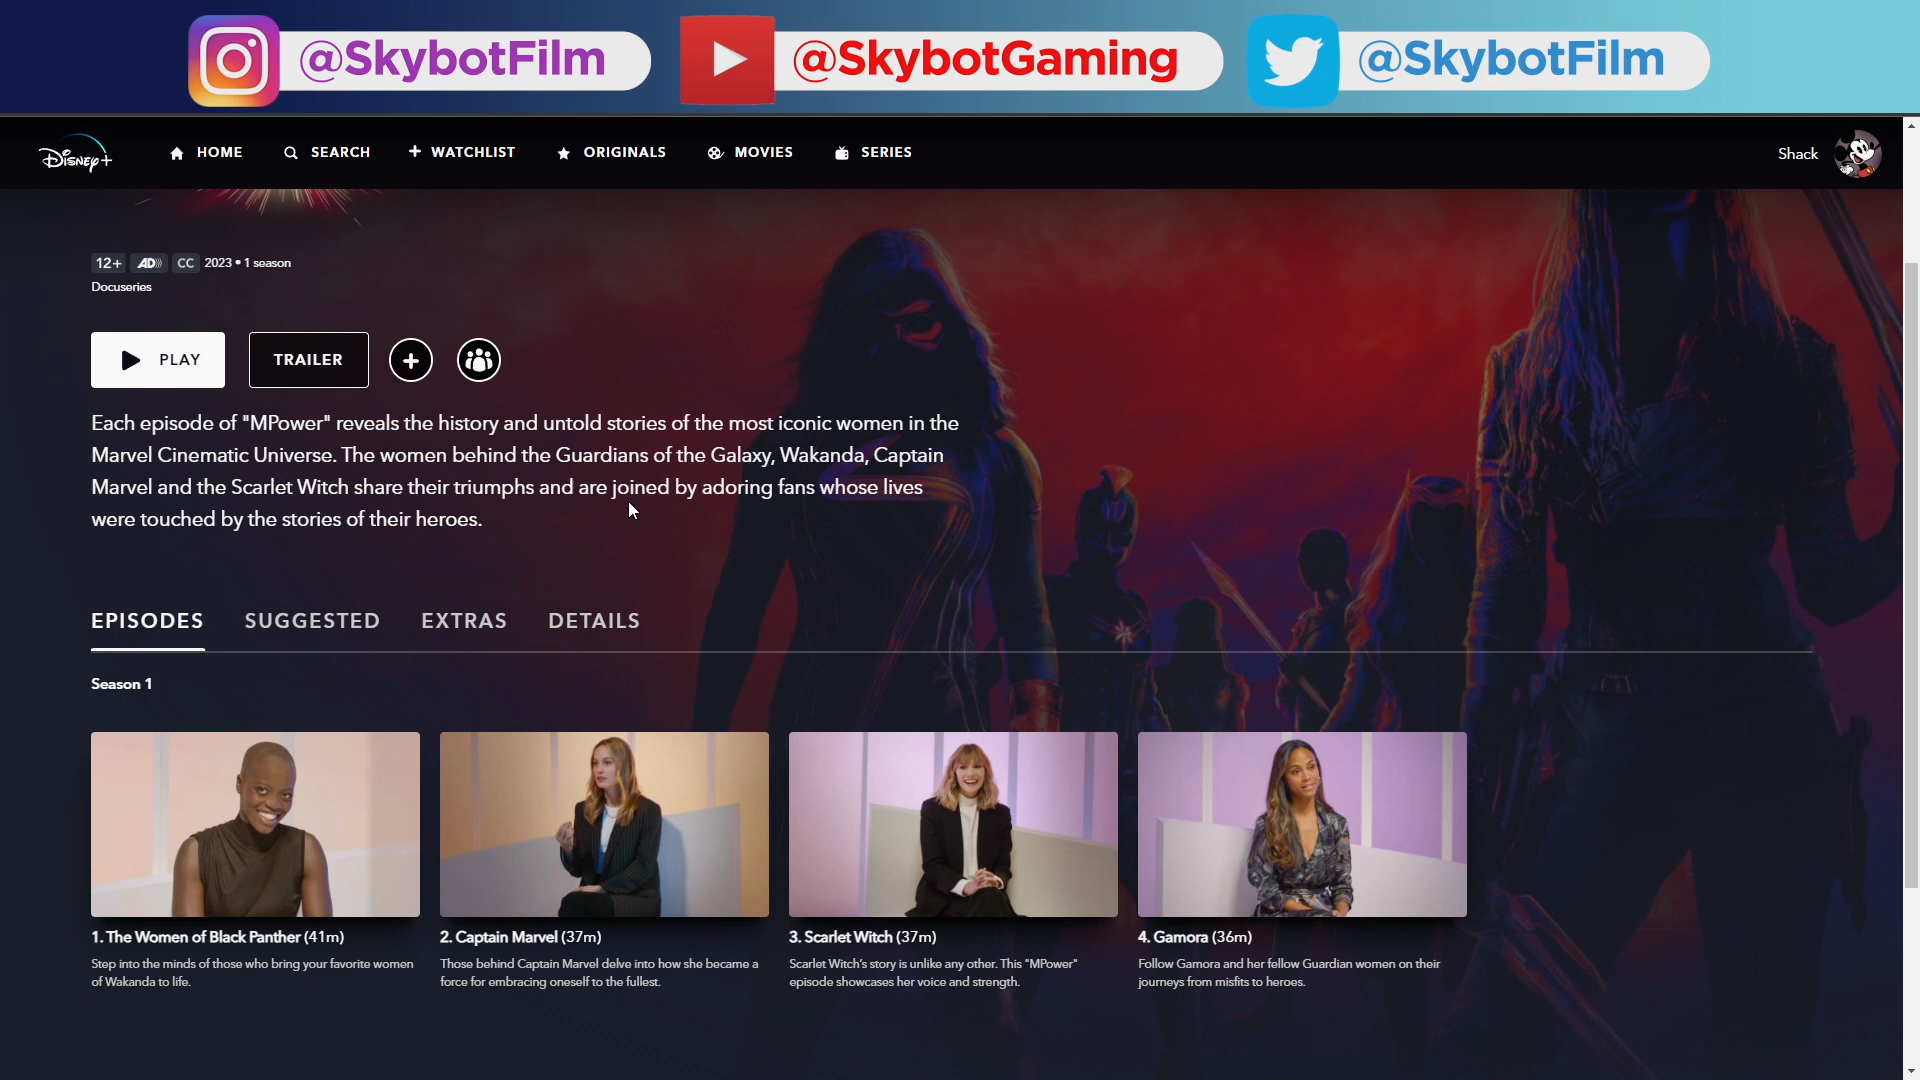 @SkybotFilm
@SkybotGaming
@SkybotFilm
Disney+
HOME
SEARCH
WATCHLIST
ORIGINALS
MOVIES
SERIES
Shack
12+ AD CC 2023 • 1 season
Docuseries
PLAY
TRAILER
Each episode of "MPower" reveals the history and untold stories of the most iconic women in the
Marvel Cinematic Universe. The women behind the Guardians of the Galaxy, Wakanda, Captain
Marvel and the Scarlet Witch share their triumphs and are joined by adoring fans whose lives
were touched by the stories of their heroes.
EPISODES
SUGGESTED
EXTRAS
DETAILS
Season 1
1. The Women of Black Panther (41m)
Step into the minds of those who bring your favorite women
of Wakanda to life.
2. Captain Marvel (37m)
Those behind Captain Marvel delve into how she became a
force for embracing oneself to the fullest.
3. Scarlet Witch (37m)
Scarlet Witch's story is unlike any other. This "MPower"
episode showcases her voice and strength.
4. Gamora (36m)
Follow Gamora and her fellow Guardian women on their
journeys from misfits to heroes.